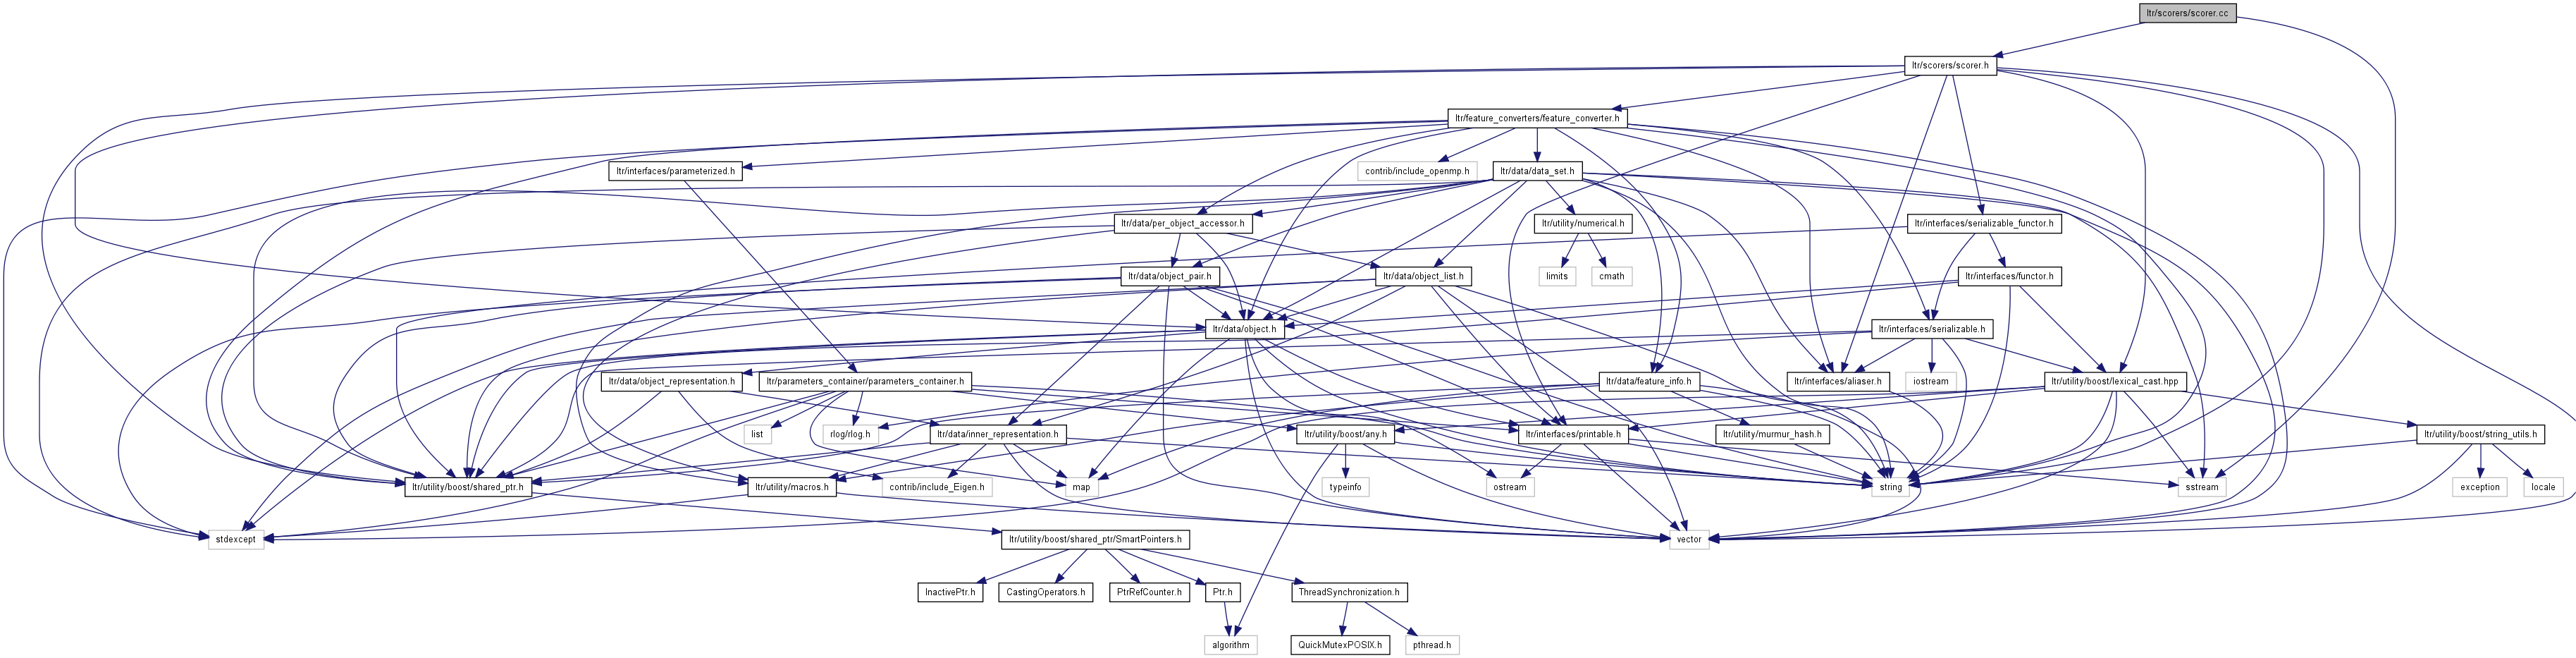 ltr/scorers/scorer.cc
ltr/scorers/scorer.h
ltr/feature_converters/feature_converter.h
ltr/interfaces/parameterized.h
contrib/include_openmp.h
ltr/data/data_set.h
ltr/data/per_object_accessor.h
ltr/utility/numerical.h
ltr/interfaces/serializable_functor.h
ltr/data/object_pair.h
ltr/data/object_list.h
limits
cmath
ltr/interfaces/functor.h
ltr/data/object.h
ltr/interfaces/serializable.h
ltr/data/object_representation.h
ltr/parameters_container/parameters_container.h
ltr/data/feature_info.h
ltr/interfaces/aliaser.h
iostream
ltr/utility/boost/lexical_cast.hpp
list
rlog/rlog.h
ltr/data/inner_representation.h
ltr/utility/boost/any.h
ltr/interfaces/printable.h
ltr/utility/murmur_hash.h
ltr/utility/boost/string_utils.h
ltr/utility/boost/shared_ptr.h
ltr/utility/macros.h
contrib/include_Eigen.h
map
typeinfo
ostream
string
sstream
exception
locale
stdexcept
ltr/utility/boost/shared_ptr/SmartPointers.h
vector
InactivePtr.h
CastingOperators.h
PtrRefCounter.h
Ptr.h
ThreadSynchronization.h
algorithm
QuickMutexPOSIX.h
pthread.h